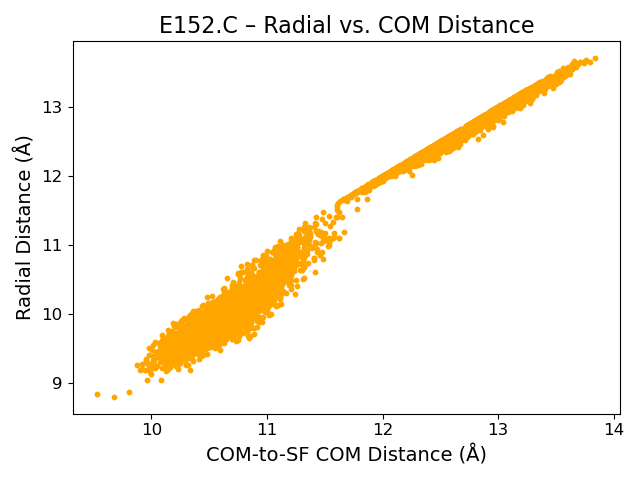 E152.C – Radial vs. COM Distance
Radial Distance (Å)
13
12
11
10
9
10 11 12 13 14
COM-to-SF COM Distance (Å)